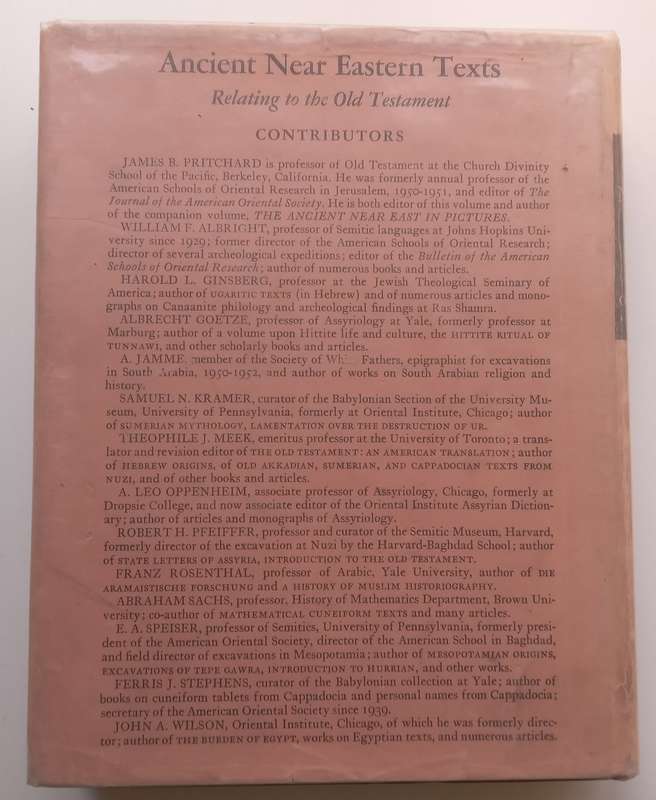 Ancient Near Eastern Texts
Relating to the Old Testament
CONTRIBUTORS
JAMES B. PRITCHARD is professor of Old Testament at the Church Divinity
School of the Pacific, Berkeley, California. He was formerly annual professor of the
American Schools of Oriental Research in Jerusalem, 1950-1951, and editor of The
Journal of the American Oriental Society. He is both editor of this volume and author
of the companion volume, THE ANCIENT NEAR EAST IN PICTURES.
WILLIAM F. ALBRIGHT, professor of Semitic languages at Johns Hopkins Uni-
versity since 1929; former director of the American Schools of Oriental Research;
director of several archeological expeditions; editor of the Bulletin of the American
Schools of Oriental Research; author of numerous books and articles.
HAROLD L. GINSBERG, professor at the Jewish Theological Seminary of
America; author of UGARITIC TEXTS (in Hebrew) and of numerous articles and mono-
graphs on Canaanite philology and archeological findings at Ras Shamra.
ALBRECHT GOETZE, professor of Assyriology at Yale, formerly professor at
Marburg; author of a volume upon Hittite life and culture, the HITTITE RITUAL OF
TUNNAWI, and other scholarly books and articles.
A. JAMME, member of the Society of Fathers, epigraphist for excavations
in South Arabia, 1950-1952, and author of works on South Arabian religion and
history.
SAMUEL N. KRAMER, curator of the Babylonian Section of the University Mu-
seum, University of Pennsylvania, formerly at Oriental Institute, Chicago; author
of SUMERIAN MYTHOLOGY, LAMENTATION OVER THE DESTRUCTION OF UR.
THEOPHILE J. MEEK, emeritus professor at the University of Toronto; a trans-
lator and revision editor of THE OLD TESTAMENT: AN AMERICAN TRANSLATION; author
of HEBREW ORIGINS, of OLD AKKADIAN, SUMERIAN, AND CAPPADOCIAN TEXTS FROM
NUZI, and of other books and articles.
A. LEO OPPENHEIM, associate professor of Assyriology, Chicago, formerly at
Dropsie College, and now associate editor of the Oriental Institute Assyrian Diction-
ary; author of articles and monographs of Assyriology.
ROBERT H. PFEIFFER, professor and curator of the Semitic Museum, Harvard,
formerly director of the excavation at Nuzi by the Harvard-Baghdad School; author
of STATE LETTERS OF ASSYRIA, INTRODUCTION TO THE OLD TESTAMENT.
FRANZ ROSENTHAL, professor of Arabic, Yale University, author of DIE
ARAMAISTISCHE FORSCHUNG and A HISTORY OF MUSLIM HISTORIOGRAPHY.
ABRAHAM SACHS, professor, History of Mathematics Department, Brown Uni-
versity; co-author of MATHEMATICAL CUNEIFORM TEXTS and many articles.
E. A. SPEISER, professor of Semitics, University of Pennsylvania, formerly presi-
dent of the American Oriental Society, director of the American School in Baghdad,
and field director of excavations in Mesopotamia; author of MESOPOTAMIAN ORIGINS,
EXCAVATIONS OF TEPE GAWRA, INTRODUCTION TO HURRIAN, and other works.
FERRIS J. STEPHENS, curator of the Babylonian collection at Yale; author of
books on cuneiform tablets from Cappadocia and personal names from Cappadocia;
secretary of the American Oriental Society since 1939.
JOHN A. WILSON, Oriental Institute, Chicago, of which he was formerly direc-
tor; author of THE BURDEN OF EGYPT, works on Egyptian texts, and numerous articles.